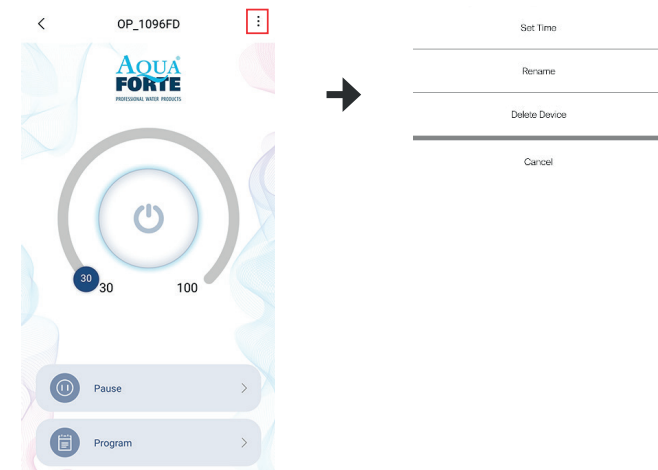 OP_1096FD
AQUA
FORTE
PROFESSIONAL WATER PRODUCTS
30
30
100
Pause
Program
Set Time
Rename
Delete Device
Cancel